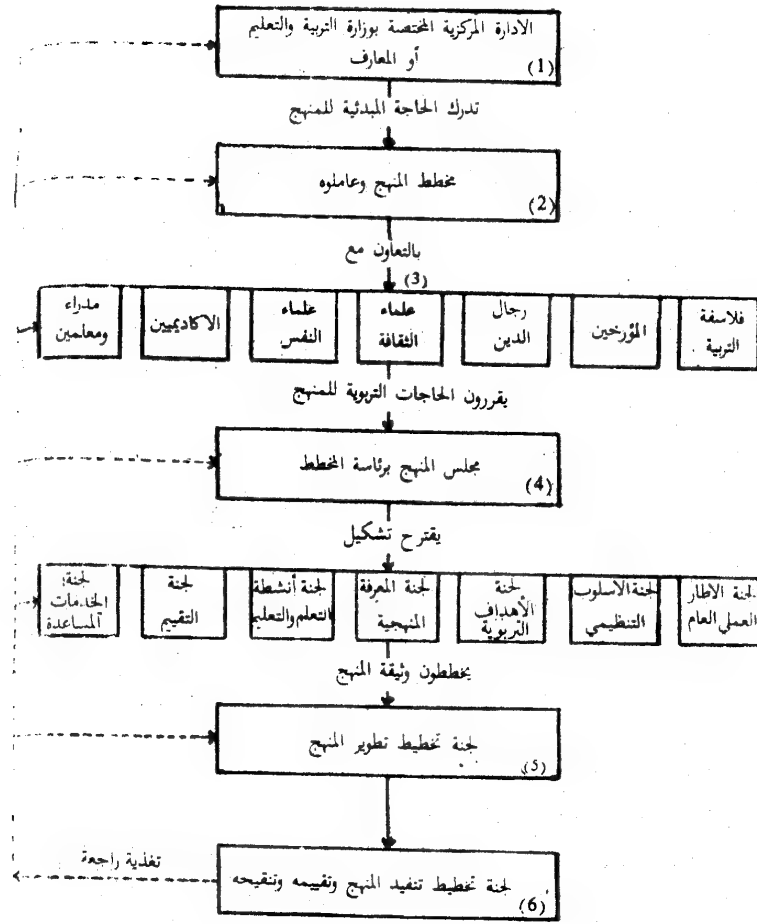 الادارة المركزية المختصة بوزارة التربية والتعليم
أو المعارف
(1)
تدرك الحاجة المبدئية للمنهج
مخطط المنهج وعاملوه
(2)
بالتعاون مع
(3)
فلاسفة
التربية
المؤرخين
رجال
الدين
علماء
الثقافة
علماء
النفس
الاكاديميين
مدراء
ومعلمين
يقررون الحاجات التربوية للمنهج
مجلس المنهج برئاسة المخطط
(4)
يقترح تشكيل
لجنة الاطار
العملي العام
لجنة الاسلوب
التنظيمي
لجنة
الأهداف
التربوية
لجنة المعرفة
المنهجية
لجنة أنشطة
التعلم والتعليم
لجنة
التقييم
لجنة
الخدمات
المساعدة
يخططون وثيقة المنهج
لجنة تخطيط تطوير المنهج
(5)
تغذية راجعة
لجنة تخطيط تنفيد المنهج وتقييمه وتنقيحه
(6)